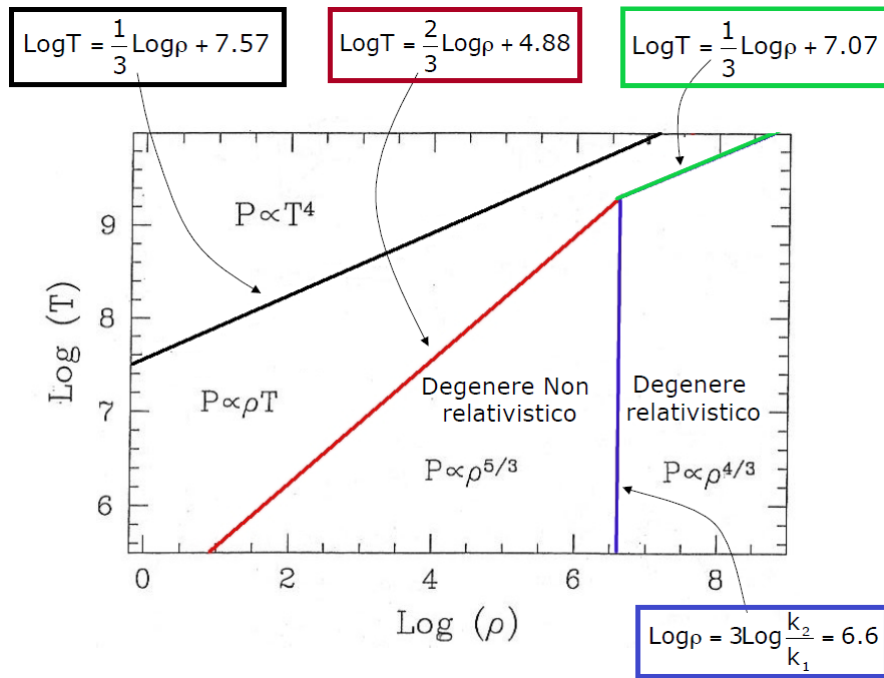 LogT = 1/3 Logρ + 7.57
LogT = 2/3 Logρ + 4.88
LogT = 1/3 Logρ + 7.07
P∝T⁴
9
8
7
6
Log (T)
P∝ρT
Degenere Non
relativistico
P∝ρ^5/3
Degenere
relativistico
P∝ρ^4/3
0 2 4 6 8
Log (ρ)
Logρ = 3Log k₂/k₁ = 6.6